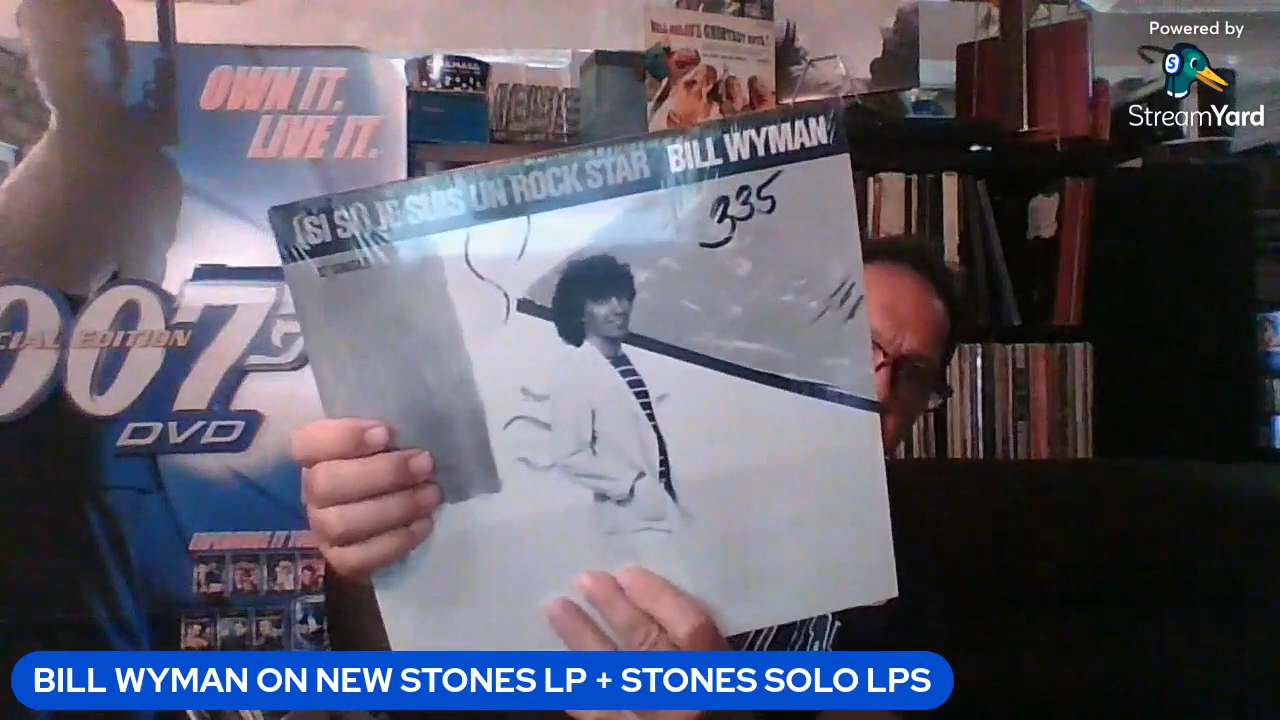 Powered by
StreamYard
OWN IT.
LIVE IT.
(SI SI) JE SUIS UN ROCK STAR BILL WYMAN
335
007
CIAL EDITION
DVD
BILL WYMAN ON NEW STONES LP + STONES SOLO LPS